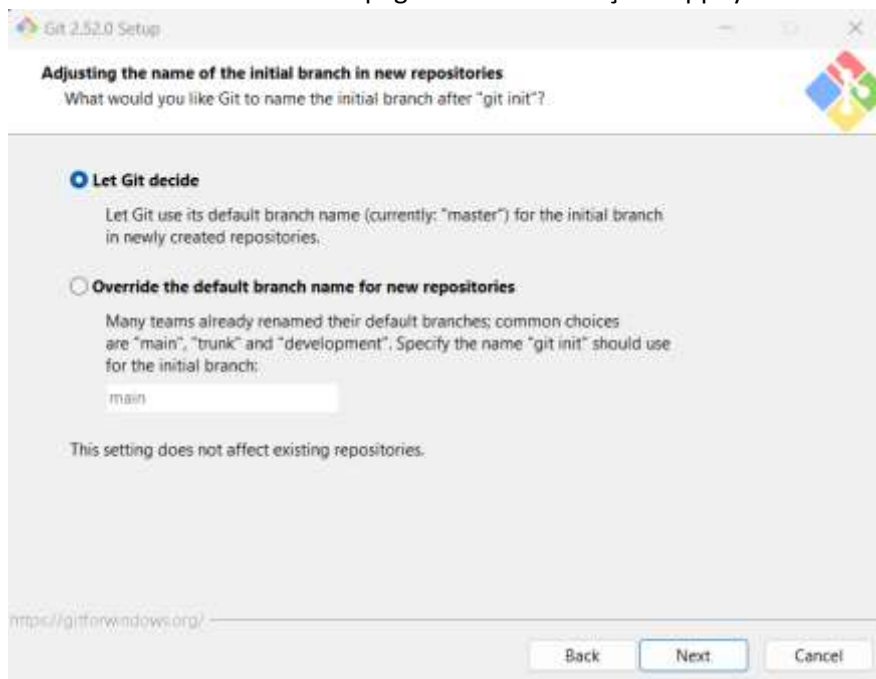 Git 2.52.0 Setup
Adjusting the name of the initial branch in new repositories
What would you like Git to name the initial branch after "git init"?
Let Git decide
Let Git use its default branch name (currently: "master") for the initial branch
in newly created repositories.
Override the default branch name for new repositories
Many teams already renamed their default branches; common choices
are "main", "trunk" and "development". Specify the name "git init" should use
for the initial branch:
main
This setting does not affect existing repositories.
https://gitforwindows.org/
Back Next Cancel